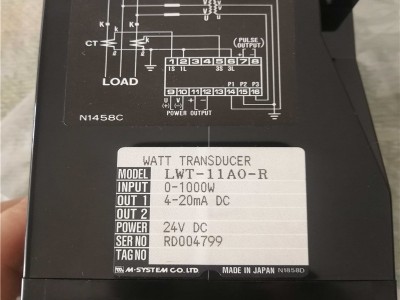 V
U
V
U
K
K
CT
k
k
(PULSE OUTPUT)
+ -
1 2 3 4 5 6 7 8
1S 1L 3S 3L
P1 P2 P3
9 10 11 12 13 14 15 16
LOAD
U V + -
(+) (-)
POWER OUTPUT
N1458C
WATT TRANSDUCER
MODEL LWT-11A0-R
INPUT 0-1000W
OUT 1 4-20mA DC
OUT 2
POWER 24V DC
SER NO RD004799
TAG NO
M-SYSTEM CO., LTD. MADE IN JAPAN N1858D